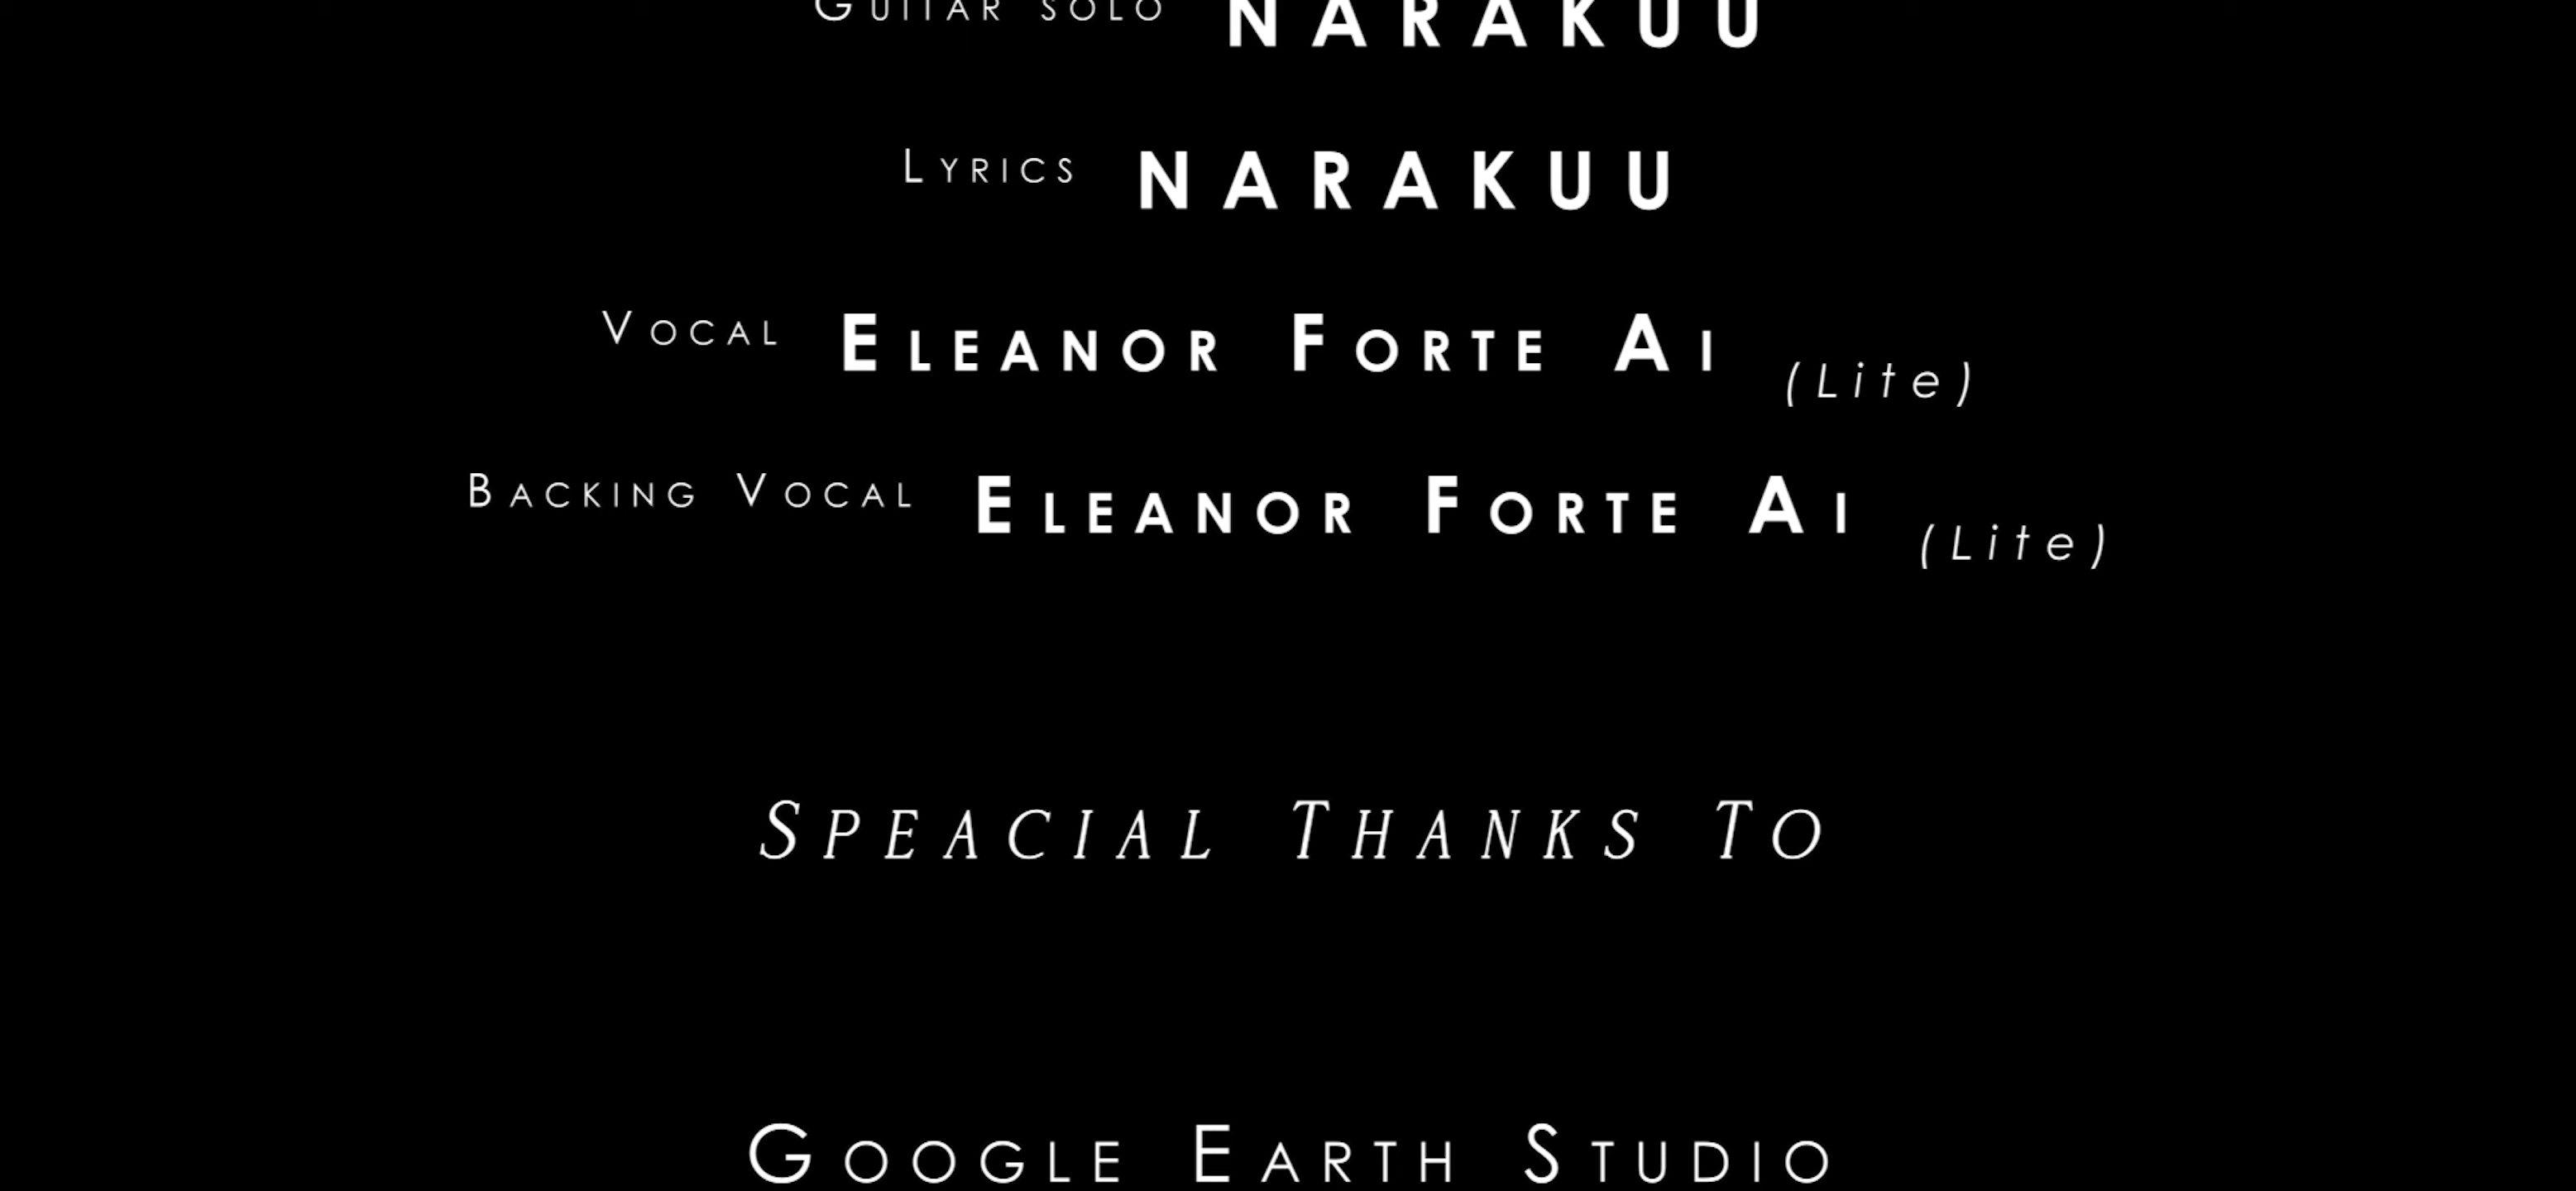 Guitar solo NARAKUU
Lyrics NARAKUU
Vocal Eleanor Forte Ai (Lite)
Backing Vocal Eleanor Forte Ai (Lite)
Speacial Thanks To
Google Earth Studio